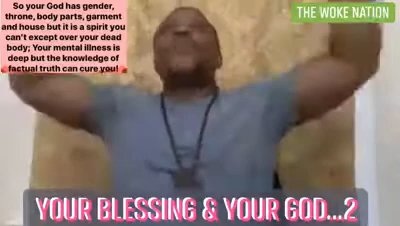 So your God has gender,
throne, body parts, garment
and house but it is a spirit you
can't except over your dead
body; Your mental illness is
deep but the knowledge of
factual truth can cure you!
THE WOKE NATION
YOUR BLESSING & YOUR GOD...2